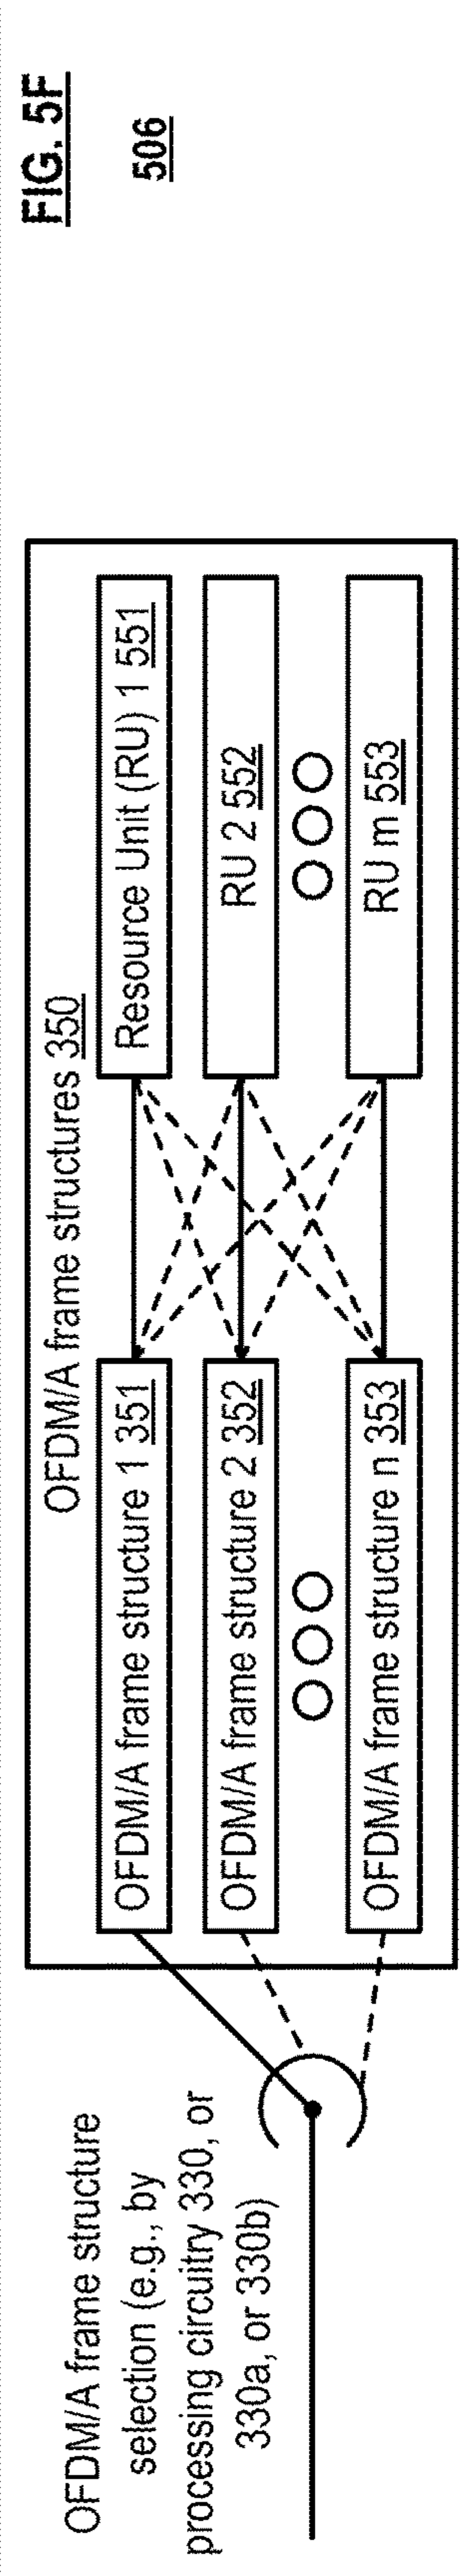 FIG. 5F
506
OFDM/A frame structure
selection (e.g., by
processing circuitry 330, or
330a, or 330b)
OFDM/A frame structures 350
OFDM/A frame structure 1 351
Resource Unit (RU) 1 551
OFDM/A frame structure 2 352
RU 2 552
OFDM/A frame structure n 353
RU m 553